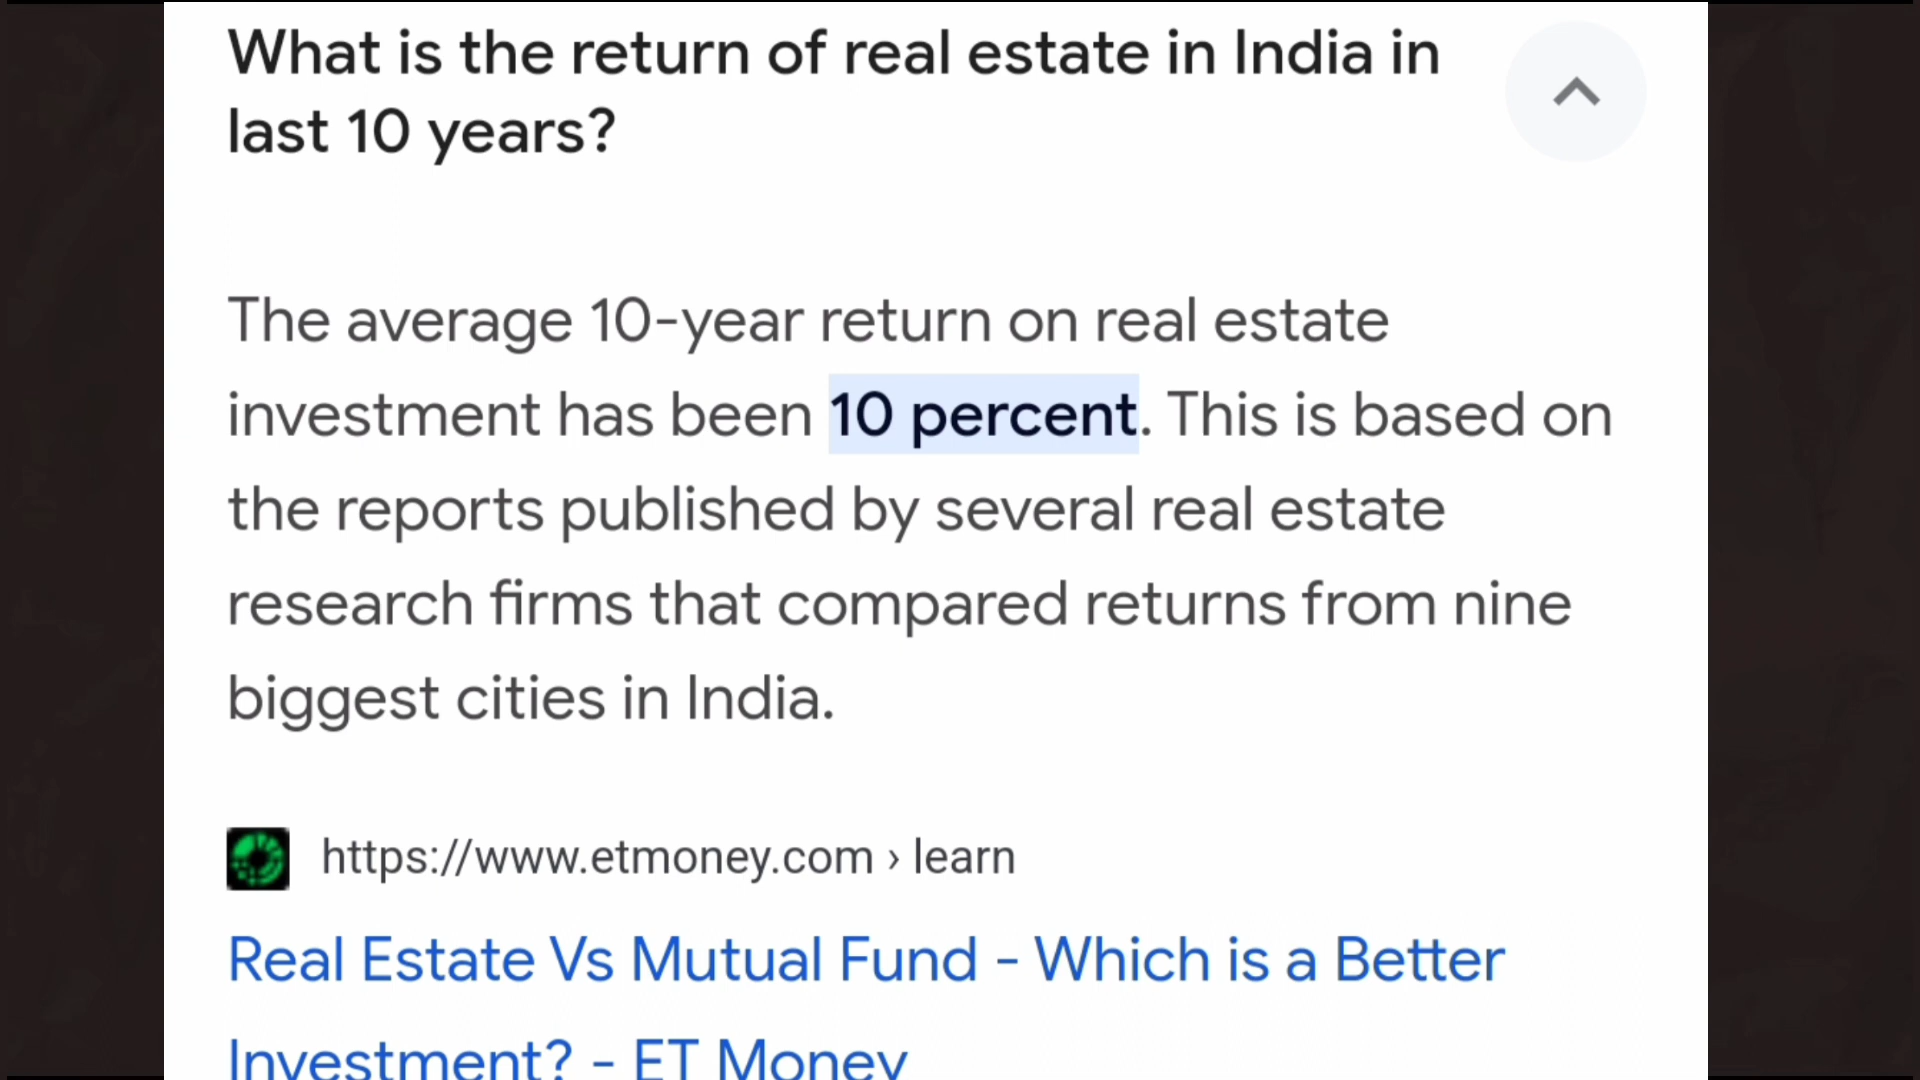 What is the return of real estate in India in
last 10 years?
The average 10-year return on real estate
investment has been 10 percent. This is based on
the reports published by several real estate
research firms that compared returns from nine
biggest cities in India.
https://www.etmoney.com › learn
Real Estate Vs Mutual Fund - Which is a Better
Investment? - ET Money